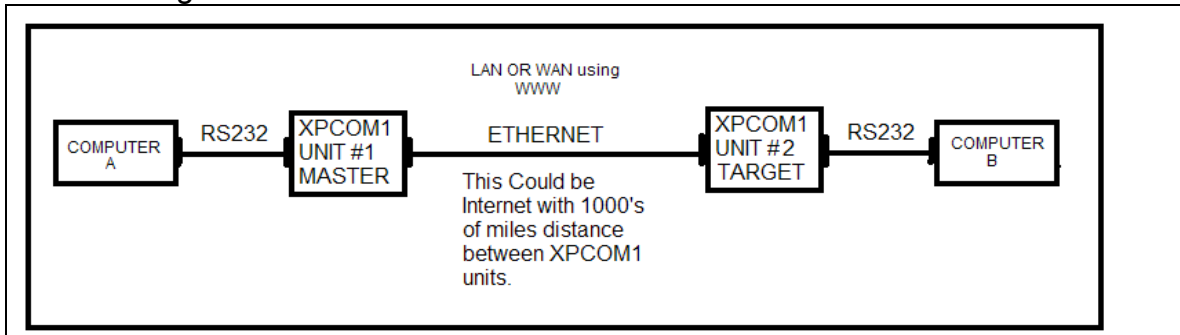 LAN OR WAN using
WWW
COMPUTER
A
RS232
XPCOM1
UNIT #1
MASTER
ETHERNET
This Could be
Internet with 1000's
of miles distance
between XPCOM1
units.
XPCOM1
UNIT #2
TARGET
RS232
COMPUTER
B